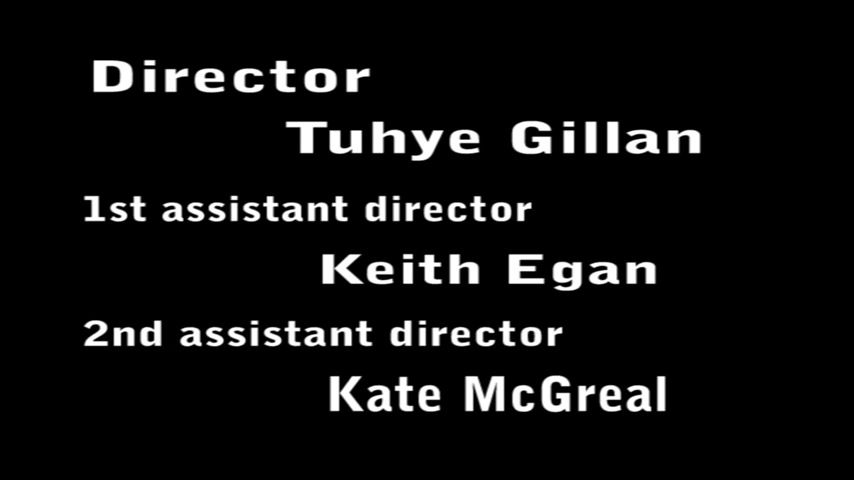 Director
Tuhye Gillan
1st assistant director
Keith Egan
2nd assistant director
Kate McGreal